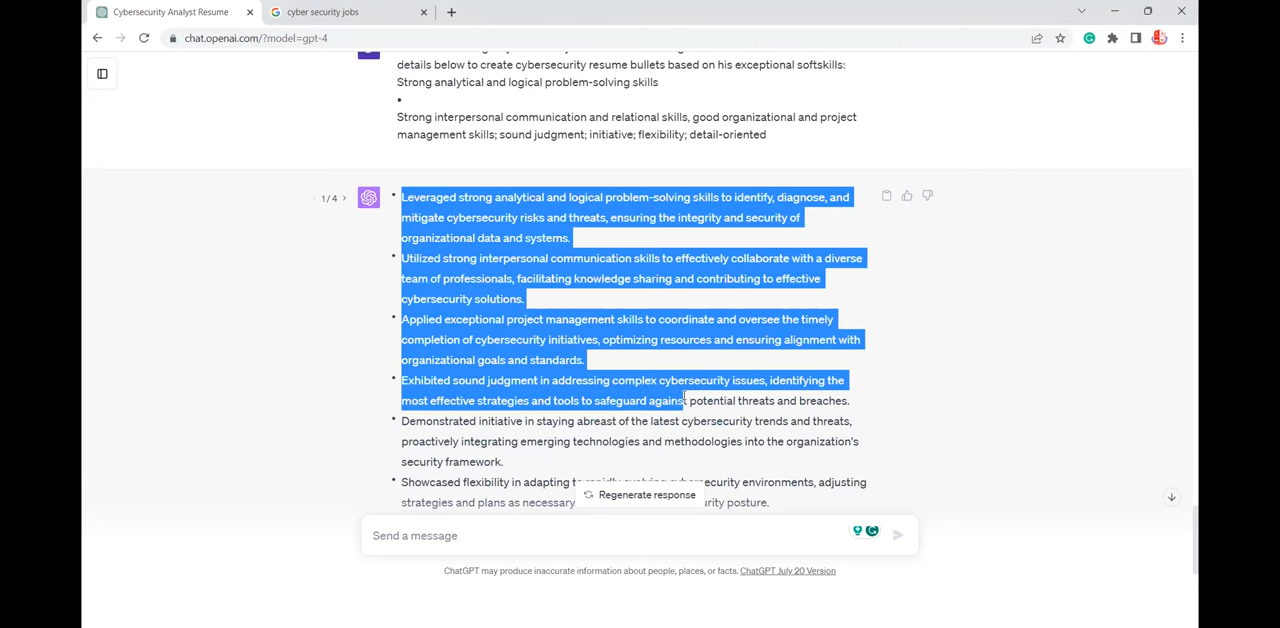 Cybersecurity Analyst Resume
cyber security jobs
chat.openai.com/?model=gpt-4
details below to create cybersecurity resume bullets based on his exceptional softskills:
Strong analytical and logical problem-solving skills
•
Strong interpersonal communication and relational skills, good organizational and project
management skills; sound judgment; initiative; flexibility; detail-oriented
1 / 4
• Leveraged strong analytical and logical problem-solving skills to identify, diagnose, and
mitigate cybersecurity risks and threats, ensuring the integrity and security of
organizational data and systems.
• Utilized strong interpersonal communication skills to effectively collaborate with a diverse
team of professionals, facilitating knowledge sharing and contributing to effective
cybersecurity solutions.
• Applied exceptional project management skills to coordinate and oversee the timely
completion of cybersecurity initiatives, optimizing resources and ensuring alignment with
organizational goals and standards.
• Exhibited sound judgment in addressing complex cybersecurity issues, identifying the
most effective strategies and tools to safeguard against potential threats and breaches.
• Demonstrated initiative in staying abreast of the latest cybersecurity trends and threats,
proactively integrating emerging technologies and methodologies into the organization's
security framework.
• Showcased flexibility in adapting to rapidly evolving cybersecurity environments, adjusting
strategies and plans as necessary posture.
Regenerate response
Send a message
ChatGPT may produce inaccurate information about people, places, or facts. ChatGPT July 20 Version